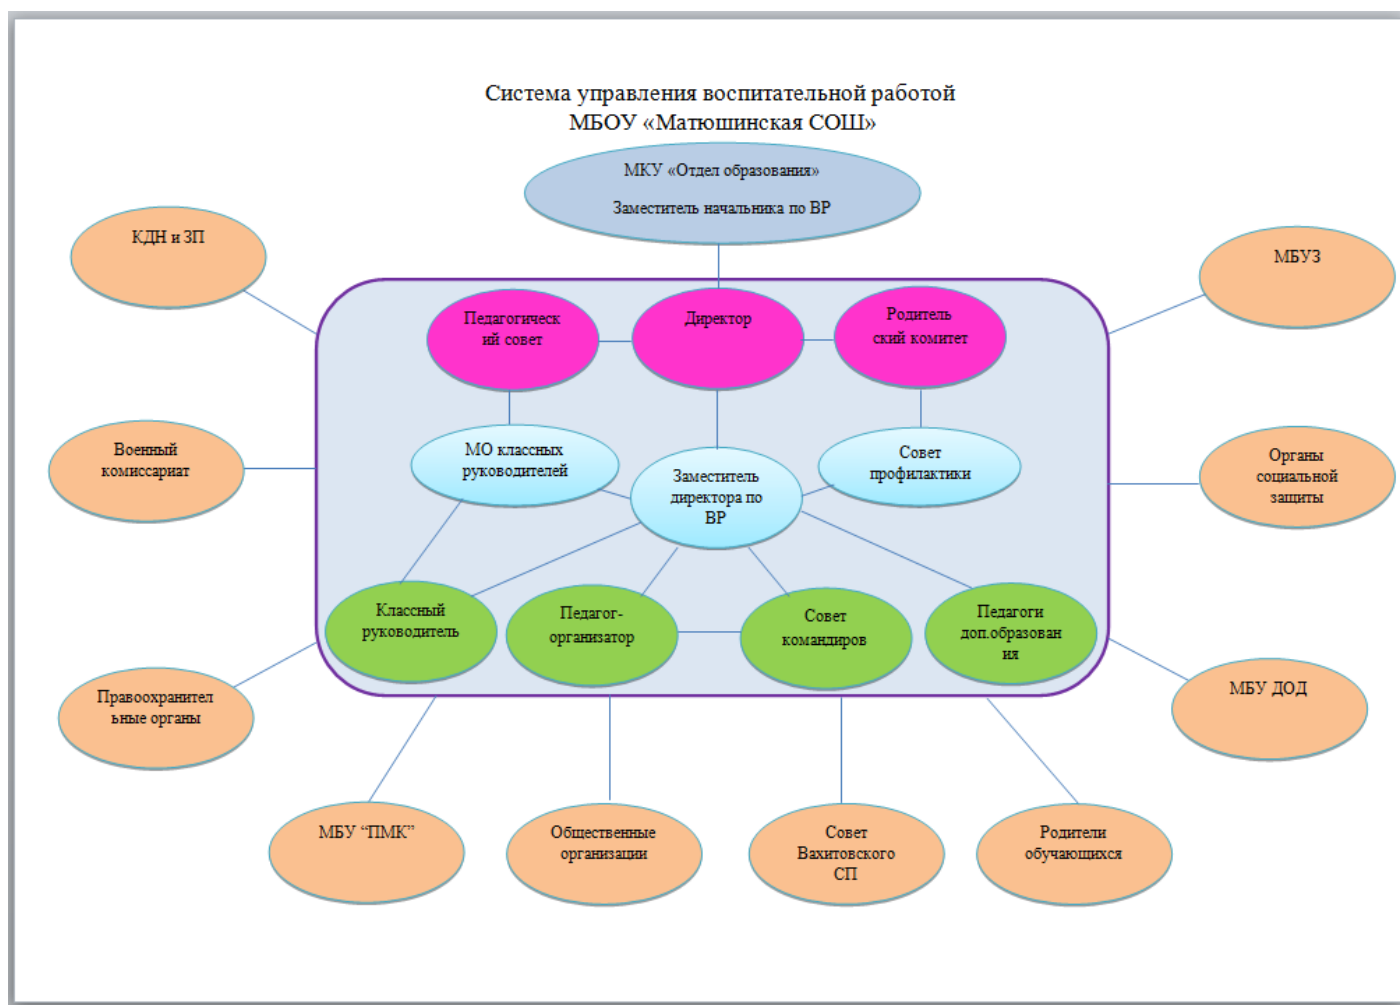 Система управления воспитательной работой
МБОУ «Матюшинская СОШ»
МКУ «Отдел образования»
Заместитель начальника по ВР
КДН и ЗП
МБУЗ
Педагогическ
ий совет
Директор
Родитель
ский комитет
Военный
комиссариат
МО классных
руководителей
Заместитель
директора по
ВР
Совет
профилактики
Органы
социальной
защиты
Классный
руководитель
Педагог-
организатор
Совет
командиров
Педагоги
доп.образован
ия
Правоохранител
ьные органы
МБУ ДОД
МБУ “ПМК”
Общественные
организации
Совет
Вахитовского
СП
Родители
обучающихся